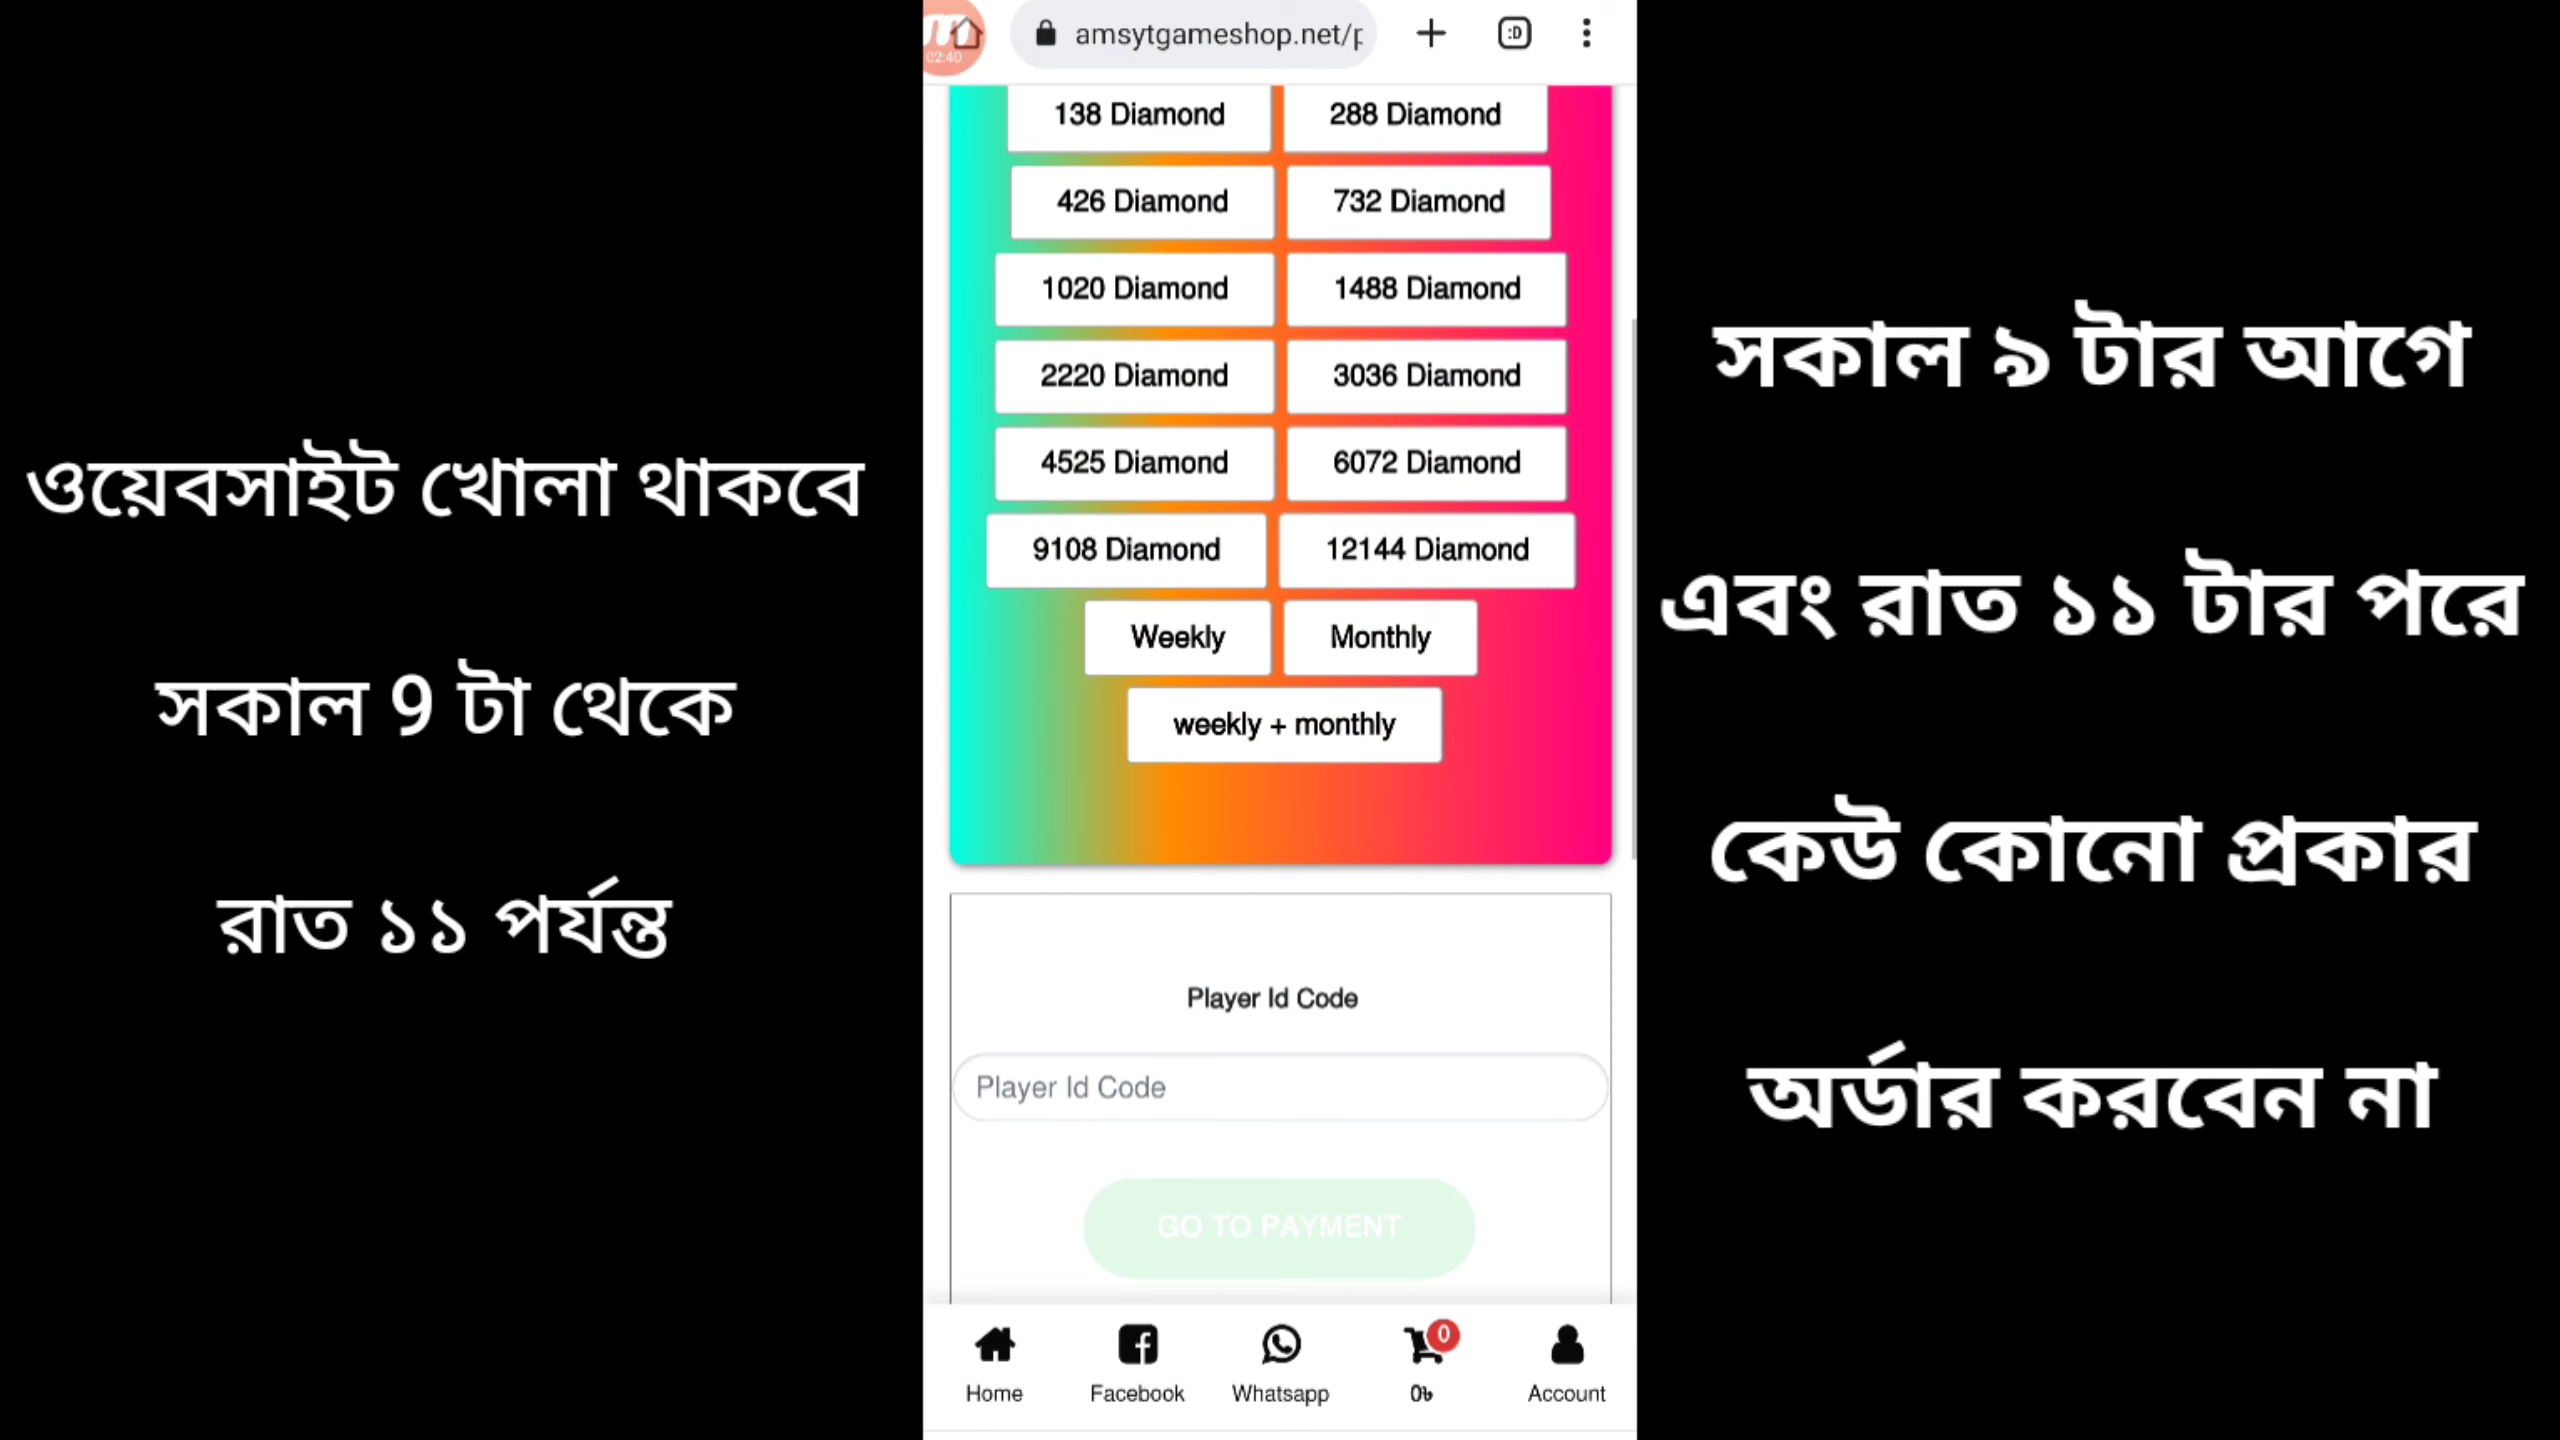 ওয়েবসাইট খোলা থাকবে
সকাল 9 টা থেকে
রাত ১১ পর্যন্ত
02:40
amsytgameshop.net/p
:D
138 Diamond
288 Diamond
426 Diamond
732 Diamond
1020 Diamond
1488 Diamond
2220 Diamond
3036 Diamond
4525 Diamond
6072 Diamond
9108 Diamond
12144 Diamond
Weekly
Monthly
weekly + monthly
Player Id Code
Player Id Code
GO TO PAYMENT
0
Home
Facebook
Whatsapp
0৳
Account
সকাল ৯ টার আগে
এবং রাত ১১ টার পরে
কেউ কোনো প্রকার
অর্ডার করবেন না